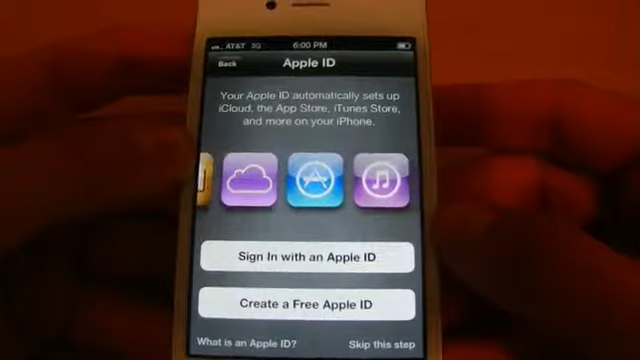 AT&T 3G 6:00 PM
Back Apple ID
Your Apple ID automatically sets up
iCloud, the App Store, iTunes Store,
and more on your iPhone.
Sign In with an Apple ID
Create a Free Apple ID
What is an Apple ID? Skip this step